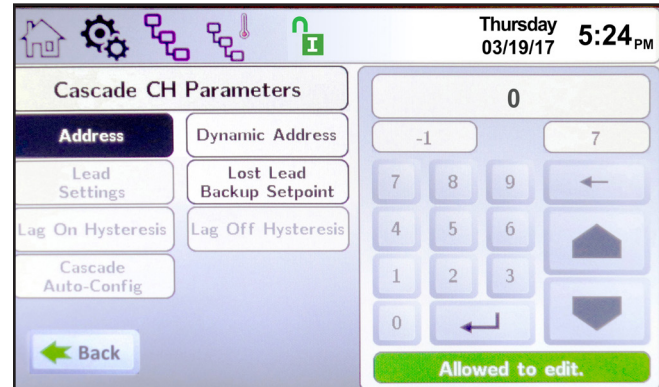 I
Thursday
03/19/17
5:24 PM
Cascade CH Parameters
Address
Dynamic Address
Lead
Settings
Lost Lead
Backup Setpoint
Lag On Hysteresis
Lag Off Hysteresis
Cascade
Auto-Config
Back
0
-1
7
7 8 9
4 5 6
1 2 3
0
Allowed to edit.